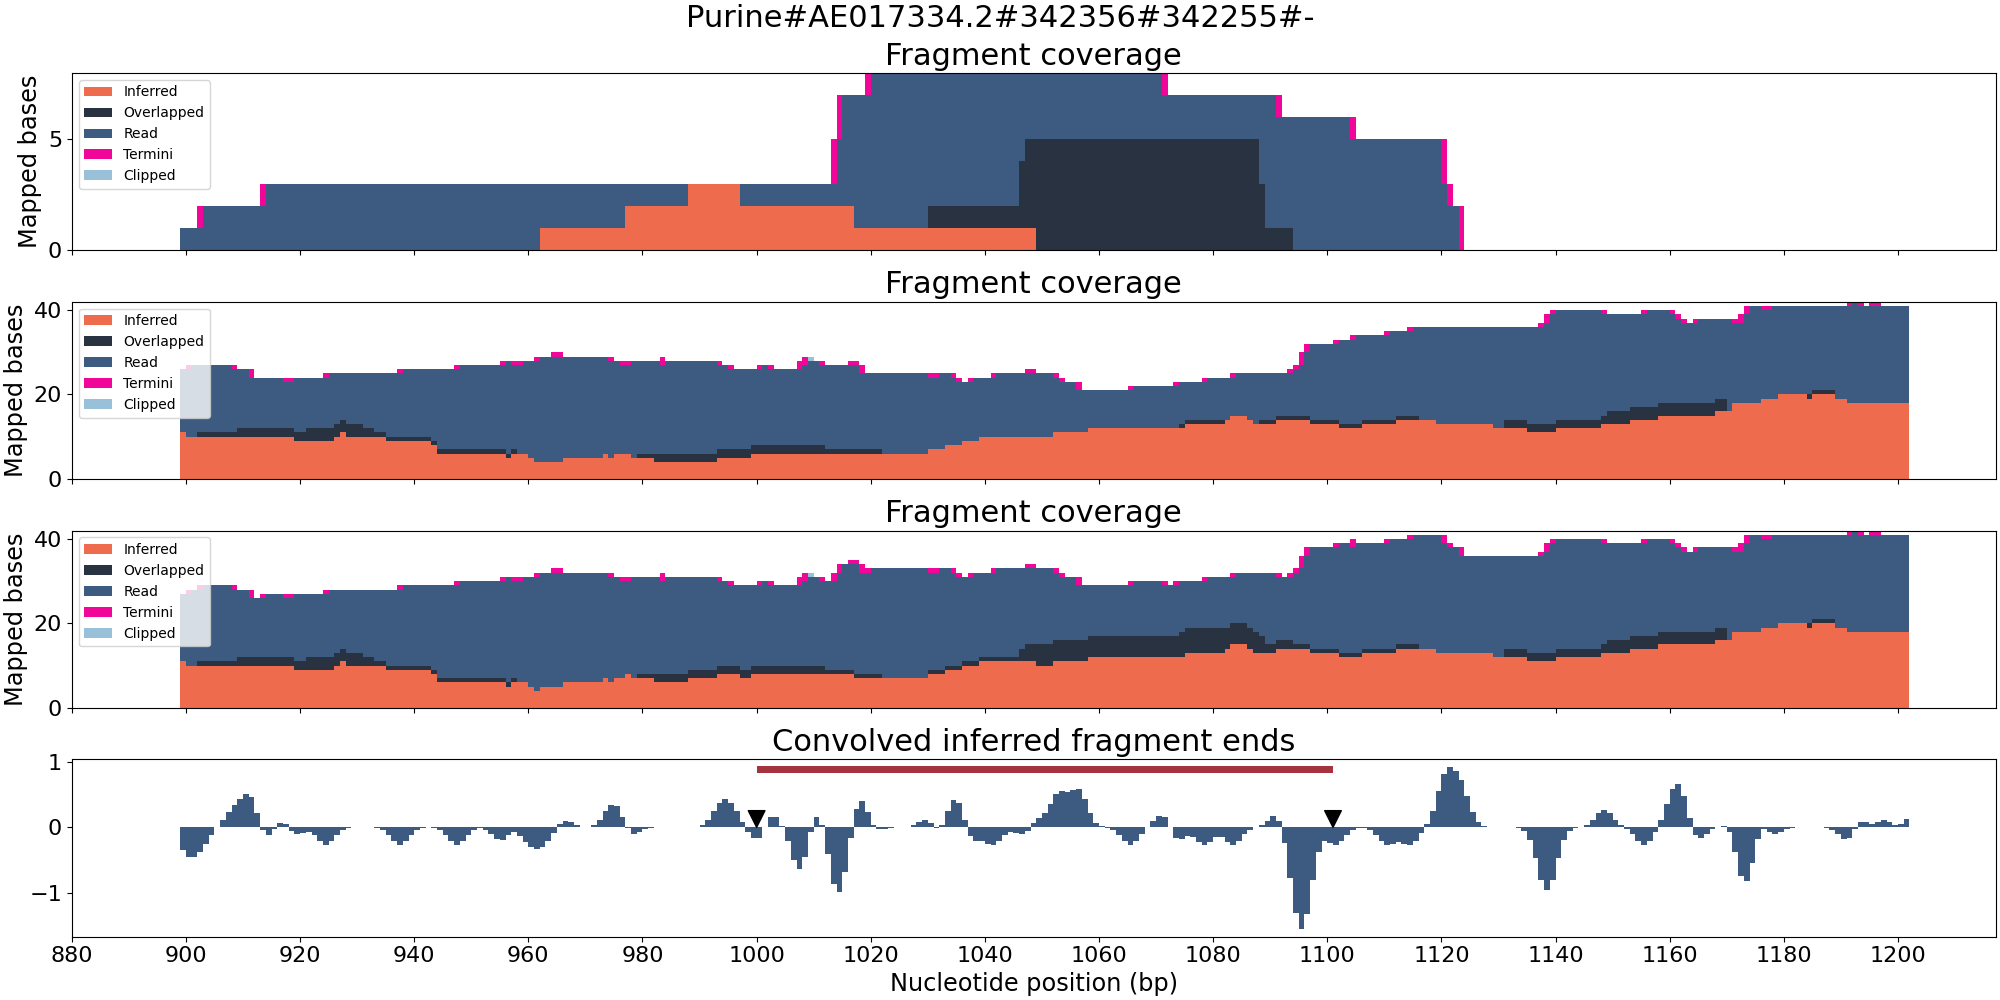 Purine#AE017334.2#342356#342255#-
Fragment coverage
Mapped bases
5
0
Inferred
Overlapped
Read
Termini
Clipped
Fragment coverage
Mapped bases
40
20
0
Inferred
Overlapped
Read
Termini
Clipped
Fragment coverage
Mapped bases
40
20
0
Inferred
Overlapped
Read
Termini
Clipped
Convolved inferred fragment ends
1
0
−1
880 900 920 940 960 980 1000 1020 1040 1060 1080 1100 1120 1140 1160 1180 1200
Nucleotide position (bp)